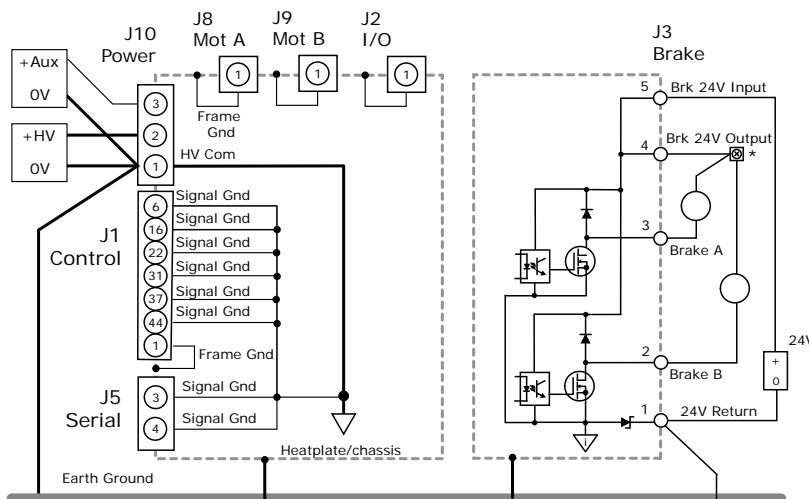 J10
Power
J8
Mot A
J9
Mot B
J2
I/O
J3
Brake
+Aux
0V
+HV
0V
3
2
1
1
1
1
Frame
Gnd
HV Com
J1
Control
6
Signal Gnd
16
Signal Gnd
22
Signal Gnd
31
Signal Gnd
37
Signal Gnd
44
Signal Gnd
1
Frame Gnd
J5
Serial
3
Signal Gnd
4
Signal Gnd
Heatplate/chassis
Earth Ground
5
Brk 24V Input
4
Brk 24V Output
*
3
Brake A
2
Brake B
1
24V Return
24V
+
0
i